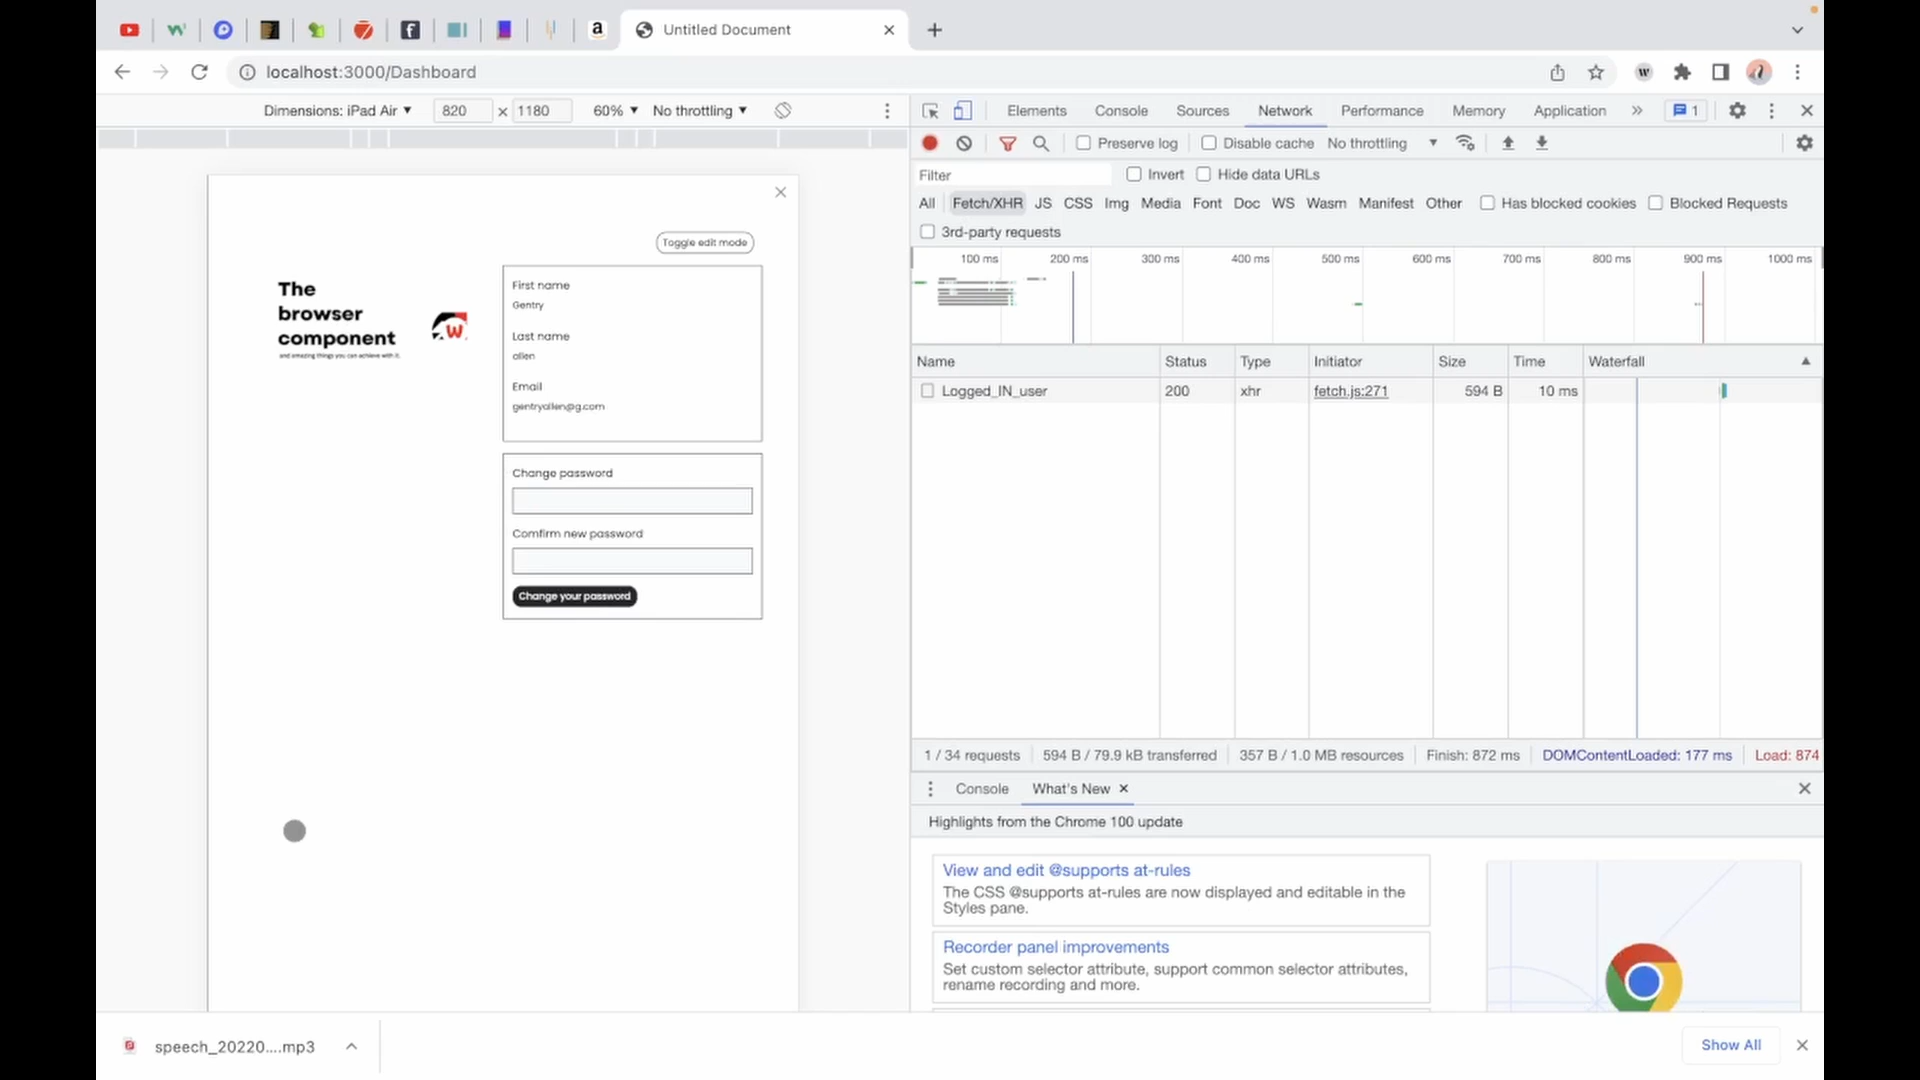 Untitled Document
localhost:3000/Dashboard
Dimensions: iPad Air
820
×
1180
60%
No throttling
Toggle edit mode
The
browser
component
and amazing things you can achieve with it.
W
First name
Gentry
Last name
allen
Email
gentryallen@g.com
Change password
Comfirm new password
Change your password
Elements
Console
Sources
Network
Performance
Memory
Application
1
Preserve log
Disable cache
No throttling
Filter
Invert
Hide data URLs
All
Fetch/XHR
JS
CSS
Img
Media
Font
Doc
WS
Wasm
Manifest
Other
Has blocked cookies
Blocked Requests
3rd-party requests
100 ms
200 ms
300 ms
400 ms
500 ms
600 ms
700 ms
800 ms
900 ms
1000 ms
Name
Status
Type
Initiator
Size
Time
Waterfall
Logged_IN_user
200
xhr
fetch.js:271
594 B
10 ms
1 / 34 requests
594 B / 79.9 kB transferred
357 B / 1.0 MB resources
Finish: 872 ms
DOMContentLoaded: 177 ms
Load: 874
Console
What's New
Highlights from the Chrome 100 update
View and edit @supports at-rules
The CSS @supports at-rules are now displayed and editable in the
Styles pane.
Recorder panel improvements
Set custom selector attribute, support common selector attributes,
rename recording and more.
speech_20220....mp3
Show All